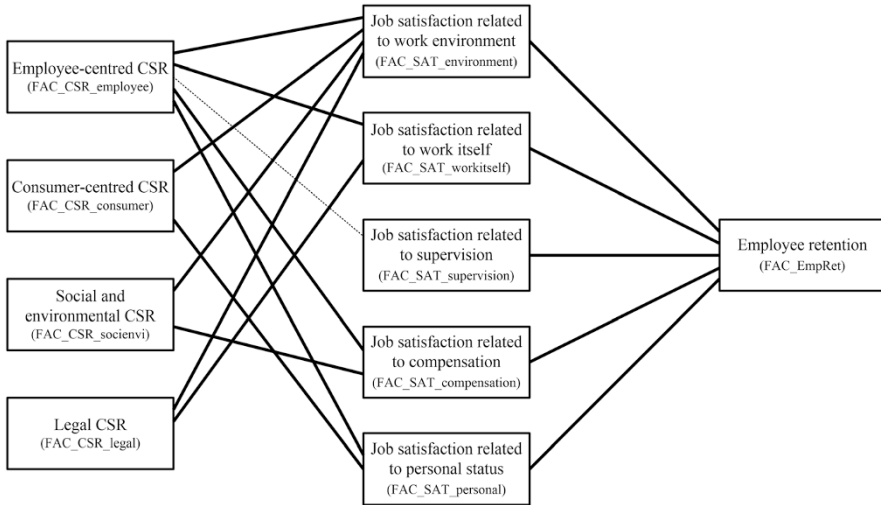 Employee-centred CSR
(FAC_CSR_employee)
Consumer-centred CSR
(FAC_CSR_consumer)
Social and
environmental CSR
(FAC_CSR_socienvi)
Legal CSR
(FAC_CSR_legal)
Job satisfaction related
to work environment
(FAC_SAT_environment)
Job satisfaction related
to work itself
(FAC_SAT_workitself)
Job satisfaction related
to supervision
(FAC_SAT_supervision)
Job satisfaction related
to compensation
(FAC_SAT_compensation)
Job satisfaction related
to personal status
(FAC_SAT_personal)
Employee retention
(FAC_EmpRet)